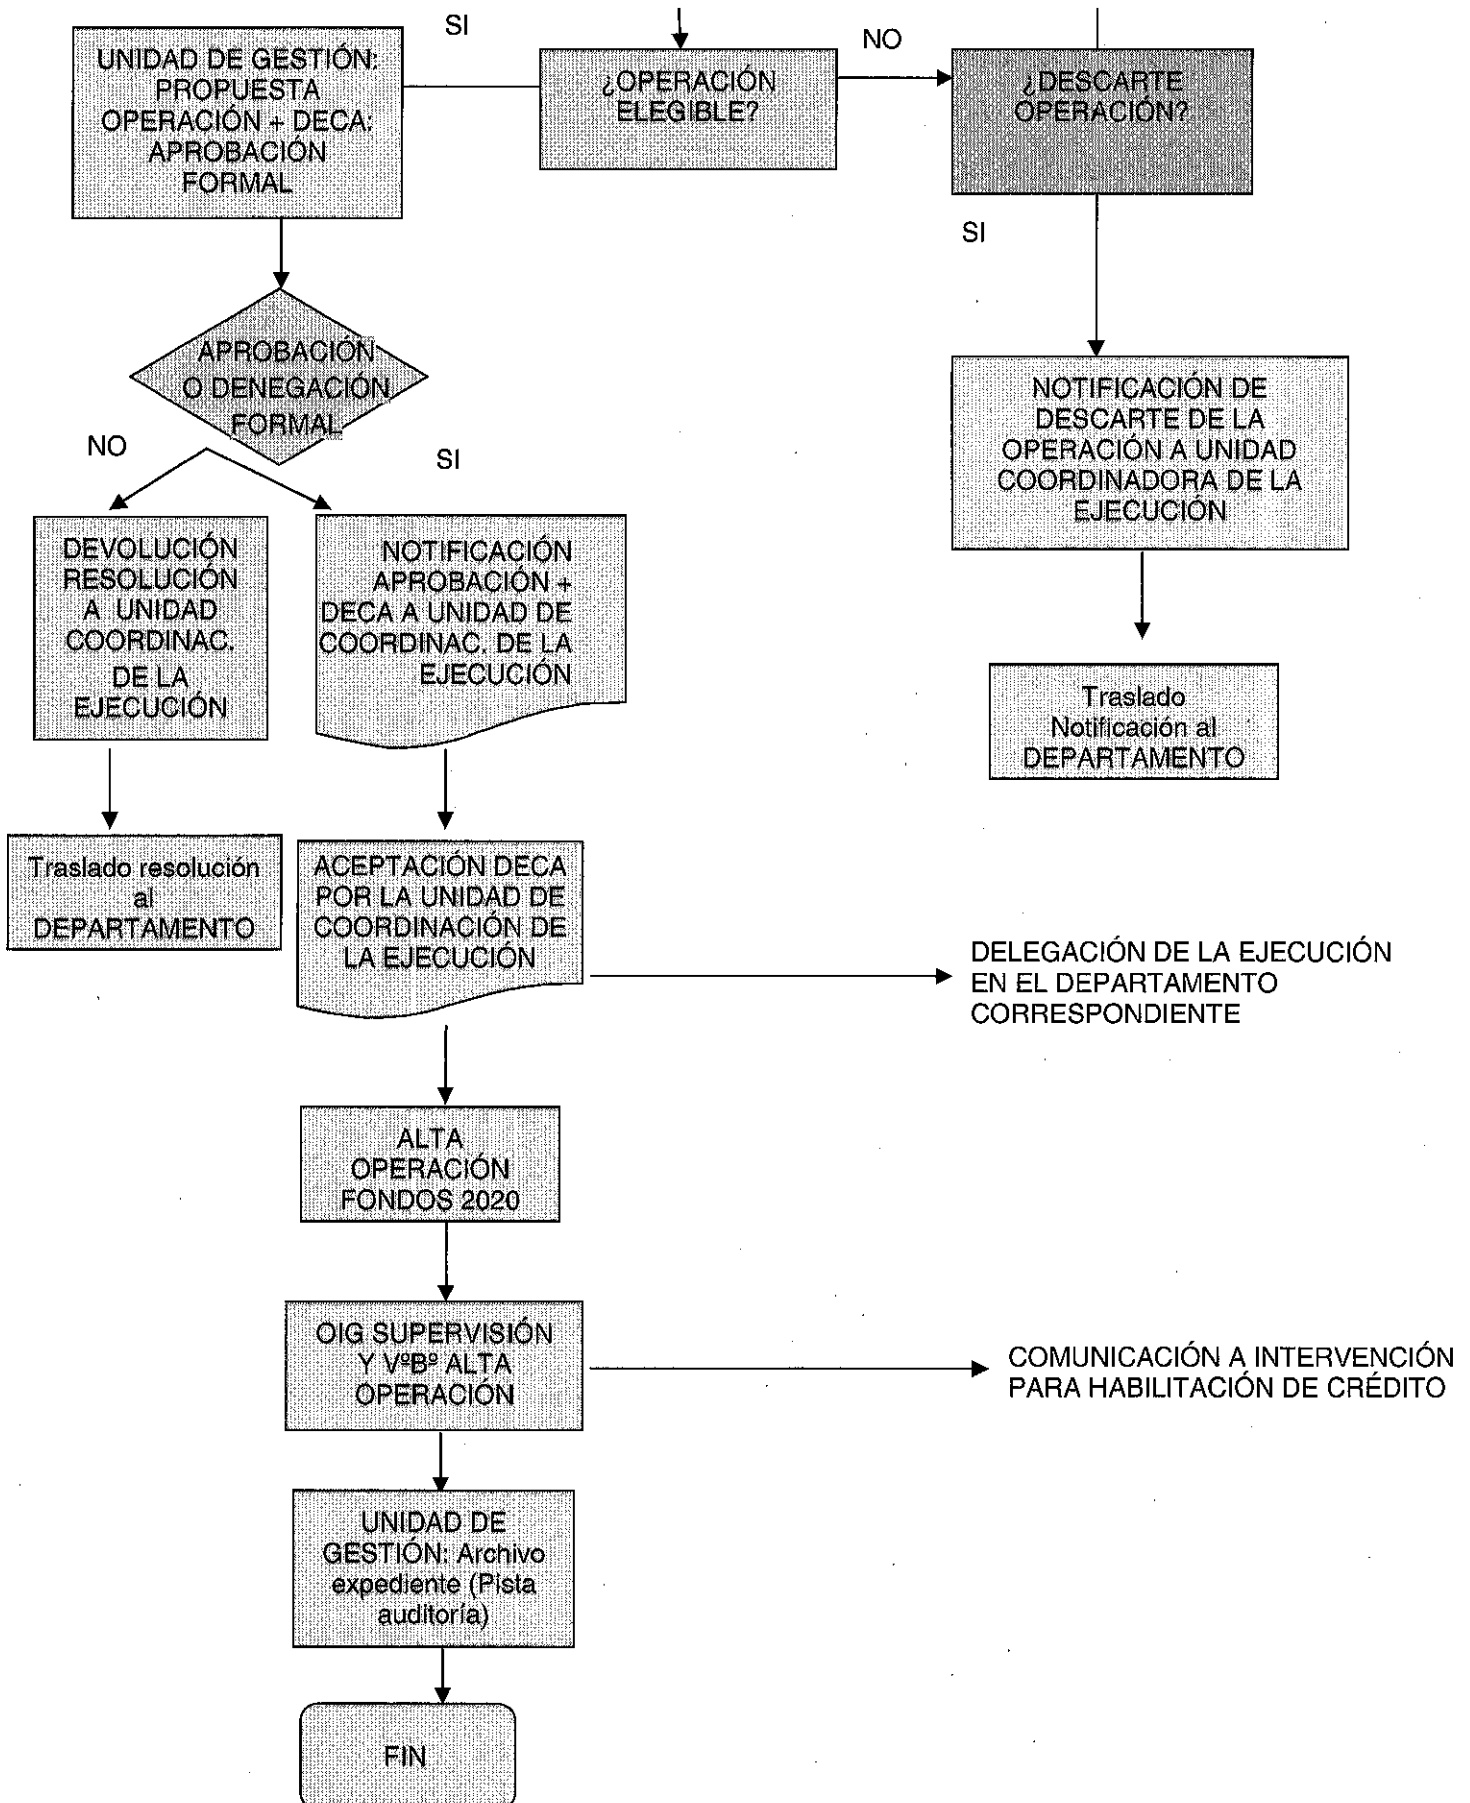 SI
UNIDAD DE GESTIÓN:
PROPUESTA
OPERACIÓN + DECA:
APROBACIÓN
FORMAL
¿OPERACIÓN
ELEGIBLE?
NO
¿DESCARTE
OPERACIÓN?
SI
APROBACIÓN
O DENEGACIÓN
FORMAL
NO
SI
NOTIFICACIÓN DE
DESCARTE DE LA
OPERACIÓN A UNIDAD
COORDINADORA DE LA
EJECUCIÓN
DEVOLUCIÓN
RESOLUCIÓN
A UNIDAD
COORDINAC.
DE LA
EJECUCIÓN
NOTIFICACIÓN
APROBACIÓN +
DECA A UNIDAD DE
COORDINAC. DE LA
EJECUCIÓN
Traslado
Notificación al
DEPARTAMENTO
Traslado resolución
al
DEPARTAMENTO
ACEPTACIÓN DECA
POR LA UNIDAD DE
COORDINACIÓN DE
LA EJECUCIÓN
DELEGACIÓN DE LA EJECUCIÓN
EN EL DEPARTAMENTO
CORRESPONDIENTE
ALTA
OPERACIÓN
FONDOS 2020
OIG SUPERVISIÓN
Y VºBº ALTA
OPERACIÓN
COMUNICACIÓN A INTERVENCIÓN
PARA HABILITACIÓN DE CRÉDITO
UNIDAD DE
GESTIÓN: Archivo
expediente (Pista
auditoría)
FIN